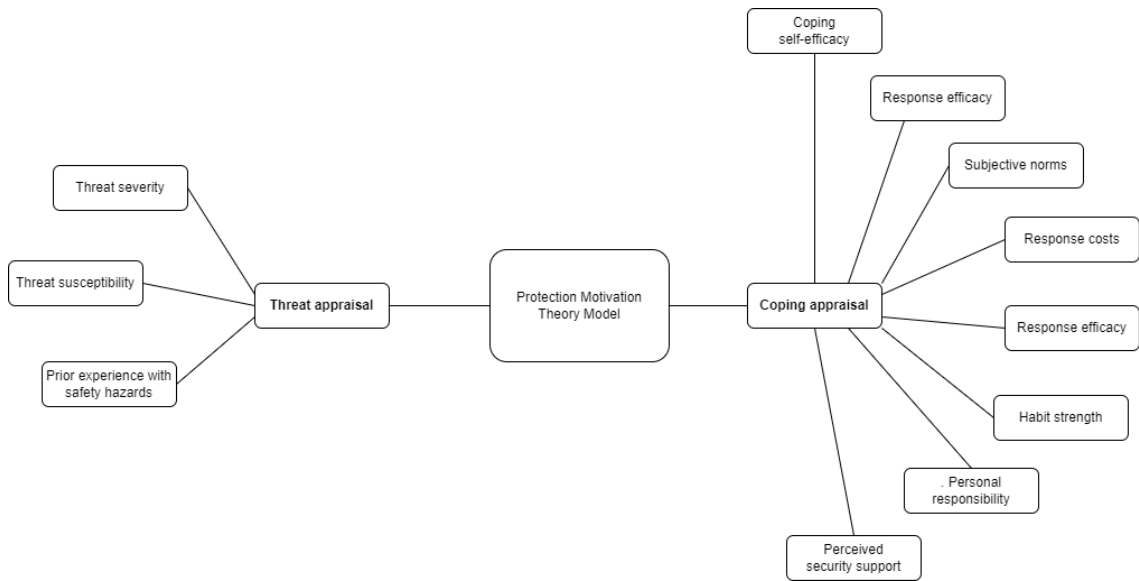 Coping
self-efficacy
Response efficacy
Subjective norms
Threat severity
Response costs
Threat susceptibility
Threat appraisal
Protection Motivation
Theory Model
Coping appraisal
Response efficacy
Prior experience with
safety hazards
Habit strength
. Personal
responsibility
Perceived
security support